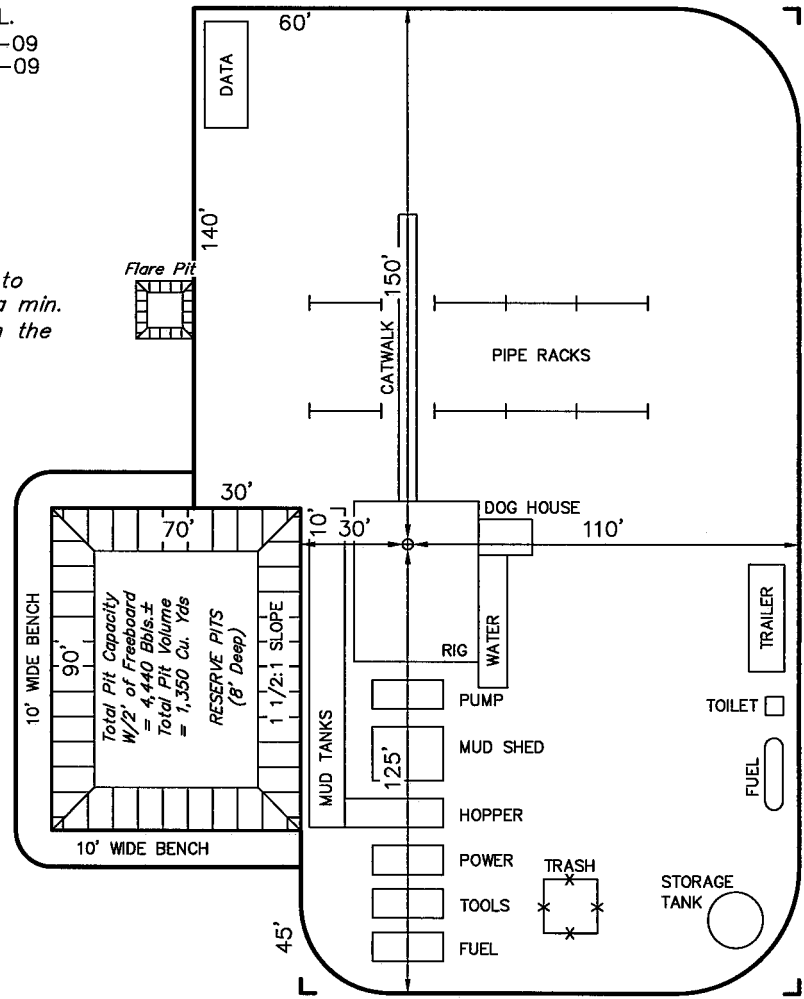 L.
-09
-09
60'
DATA
140'
Flare Pit
to
a min.
n the
150'
CATWALK
PIPE RACKS
30'
70'
10'
30'
DOG HOUSE
110'
10' WIDE BENCH
90'
Total Pit Capacity
W/2' of Freeboard
= 4,440 Bbls.±
Total Pit Volume
= 1,350 Cu. Yds
RESERVE PITS
(8' Deep)
1 1/2:1 SLOPE
MUD TANKS
RIG
WATER
TRAILER
PUMP
TOILET
MUD SHED
125'
FUEL
HOPPER
10' WIDE BENCH
POWER
TRASH
STORAGE
TANK
TOOLS
45'
FUEL